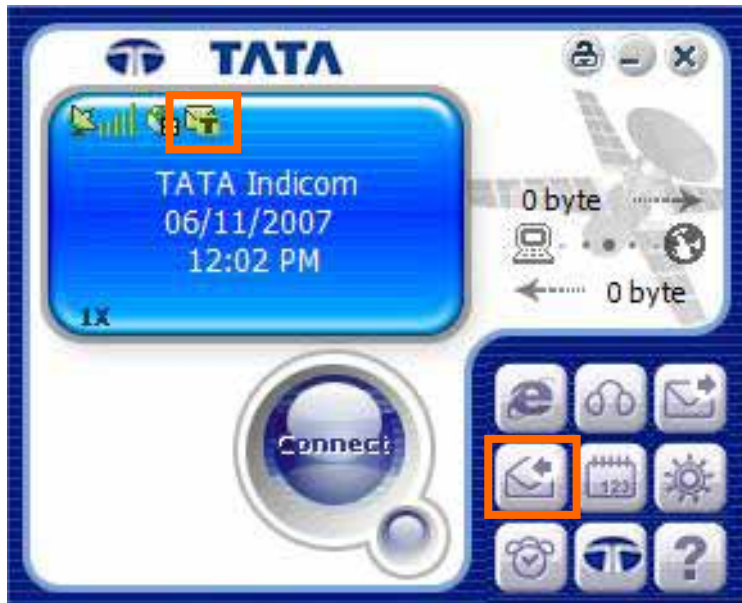 TATA
TATA Indicom
06/11/2007
12:02 PM
1X
0 byte
0 byte
Connect
123
?